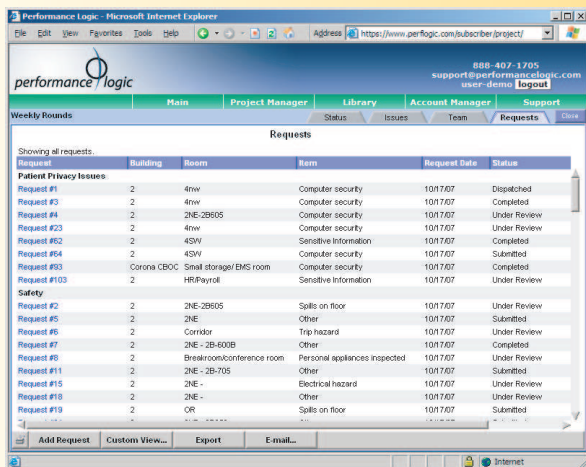 Performance Logic - Microsoft Internet Explorer
File Edit View Favorites Tools Help Address https://www.perflogic.com/subscriber/project/
performance logic
888-407-1705
support@performancelogic.com
user-demo logout
Main Project Manager Library Account Manager Support
Weekly Rounds Status Issues Team Requests Close
Requests
Showing all requests.
Request Building Room Item Request Date Status
Patient Privacy Issues
Request #1 2 4nw Computer security 10/17/07 Dispatched
Request #3 2 4nw Computer security 10/17/07 Completed
Request #4 2 2NE-2B605 Computer security 10/17/07 Under Review
Request #23 2 4nw Computer security 10/17/07 Under Review
Request #62 2 4SW Sensitive Information 10/17/07 Completed
Request #64 2 4SW Computer security 10/17/07 Submitted
Request #93 Corona CBOC Small storage/ EMS room Computer security 10/17/07 Completed
Request #103 2 HR/Payroll Sensitive Information 10/17/07 Under Review
Safety
Request #2 2 2NE-2B605 Spills on floor 10/17/07 Under Review
Request #5 2 2NE Other 10/17/07 Submitted
Request #6 2 Corridor Trip hazard 10/17/07 Under Review
Request #7 2 2NE - 2B-600B Other 10/17/07 Completed
Request #8 2 Breakroom/conference room Personal appliances inspected 10/17/07 Under Review
Request #11 2 2NE - 2B-705 Other 10/17/07 Submitted
Request #15 2 2NE - Electrical hazard 10/17/07 Under Review
Request #18 2 2NE - Other 10/17/07 Under Review
Request #19 2 OR Spills on floor 10/17/07 Submitted
Add Request Custom View... Export E-mail...
Internet